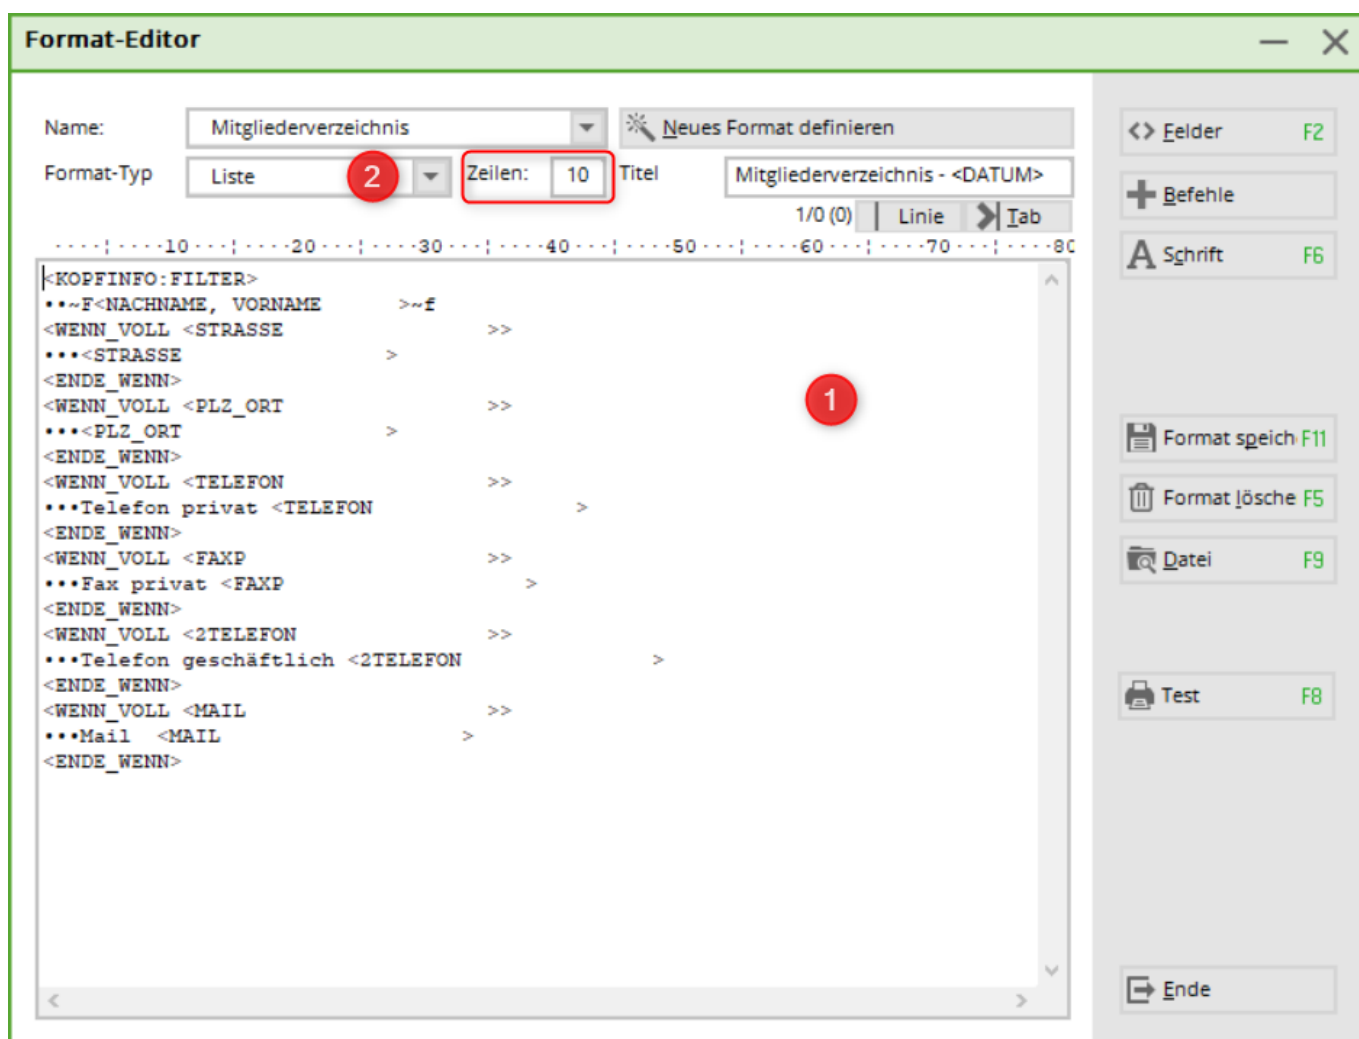 Format-Editor
Name: Mitgliederverzeichnis Neues Format definieren
Format-Typ Liste 2 Zeilen: 10 Titel Mitgliederverzeichnis - <DATUM>
1/0 (0) Linie Tab
····¦····10···¦····20···¦····30···¦····40···¦····50···¦····60···¦····70···¦····80
<KOPFINFO:FILTER>
••~F<NACHNAME, VORNAME      >~f
<WENN_VOLL <STRASSE                >>
•••<STRASSE                >
<ENDE_WENN>
<WENN_VOLL <PLZ_ORT                >>
•••<PLZ_ORT                >
<ENDE_WENN>
<WENN_VOLL <TELEFON                >>
•••Telefon privat <TELEFON                >
<ENDE_WENN>
<WENN_VOLL <FAXP                   >>
•••Fax privat <FAXP                   >
<ENDE_WENN>
<WENN_VOLL <2TELEFON               >>
•••Telefon geschäftlich <2TELEFON               >
<ENDE_WENN>
<WENN_VOLL <MAIL                   >>
•••Mail  <MAIL                   >
<ENDE_WENN>
1
Felder F2
Befehle
Schrift F6
Format speich F11
Format lösche F5
Datei F9
Test F8
Ende